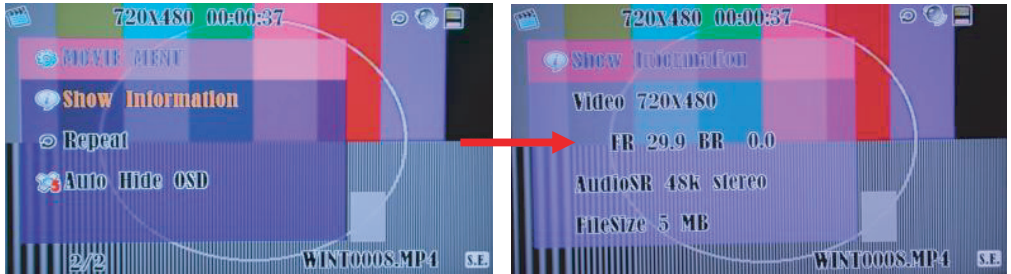 720X480 00:00:37
MOVIE MENU
Show Information
Repeat
5 Auto Hide OSD
2/2
WINT0008.MP4
S.E.
720X480 00:00:37
Show Information
Video 720X480
FR 29.9 BR 0.0
AudioSR 48k stereo
FileSize 5 MB
WINT0008.MP4
S.E.